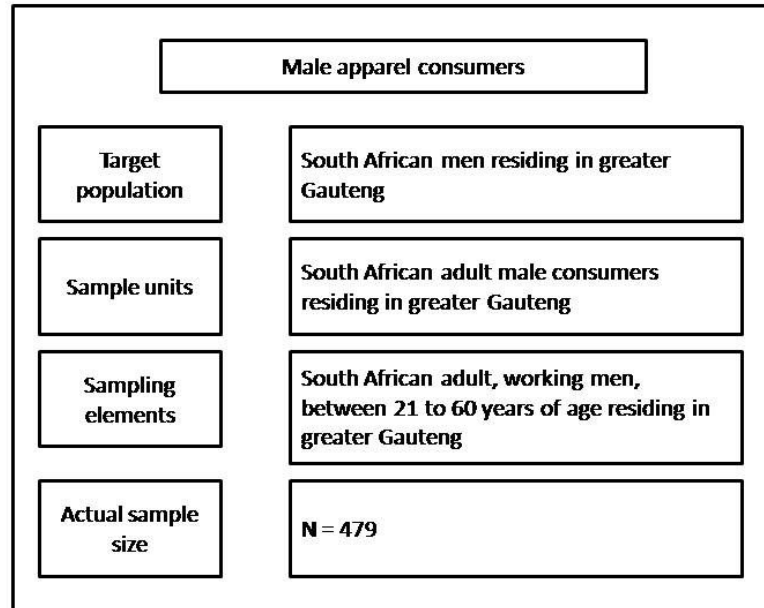 Male apparel consumers
Target
population
South African men residing in greater
Gauteng
Sample units
South African adult male consumers
residing in greater Gauteng
Sampling
elements
South African adult, working men,
between 21 to 60 years of age residing in
greater Gauteng
Actual sample
size
N = 479